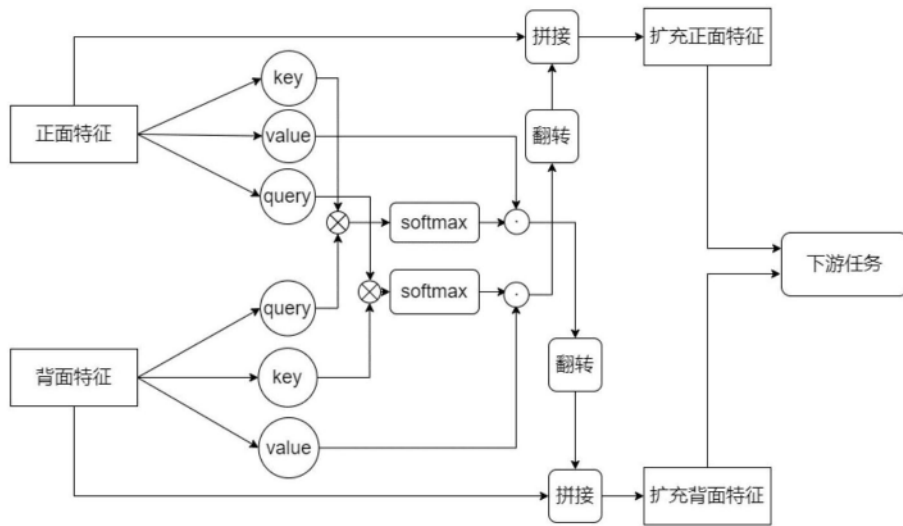 拼接
扩充正面特征
key
正面特征
value
翻转
query
softmax
下游任务
query
softmax
背面特征
key
翻转
value
拼接
扩充背面特征